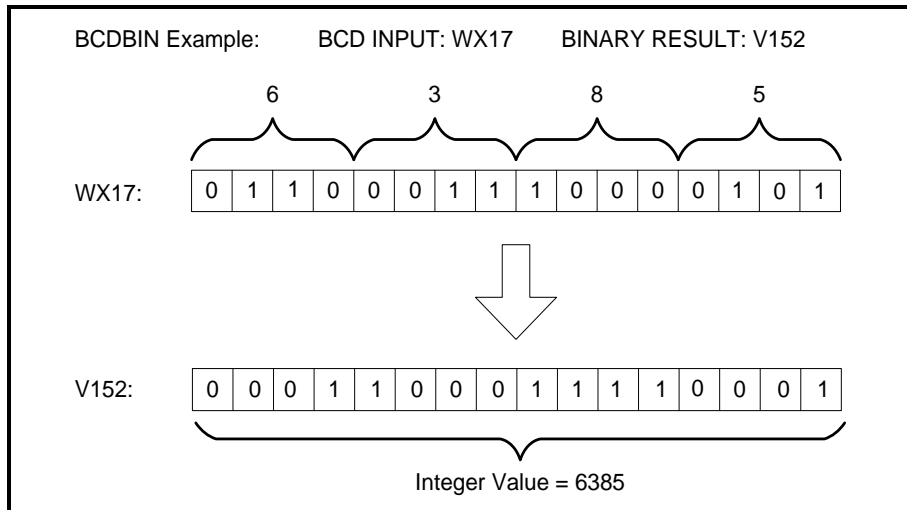 BCDBIN Example: BCD INPUT: WX17 BINARY RESULT: V152
6 3 8 5
WX17: 0 1 1 0 0 0 1 1 1 0 0 0 0 1 0 1
V152: 0 0 0 1 1 0 0 0 1 1 1 1 0 0 0 1
Integer Value = 6385